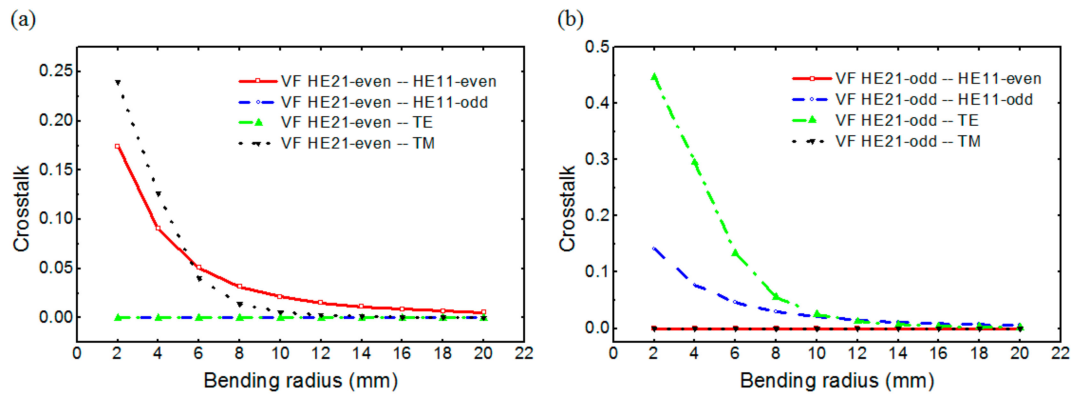 (a)
Crosstalk
0.25
0.20
0.15
0.10
0.05
0.00
VF HE21-even -- HE11-even
VF HE21-even -- HE11-odd
VF HE21-even -- TE
VF HE21-even -- TM
0 2 4 6 8 10 12 14 16 18 20 22
Bending radius (mm)
(b)
Crosstalk
0.5
0.4
0.3
0.2
0.1
0.0
VF HE21-odd -- HE11-even
VF HE21-odd -- HE11-odd
VF HE21-odd -- TE
VF HE21-odd -- TM
0 2 4 6 8 10 12 14 16 18 20 22
Bending radius (mm)